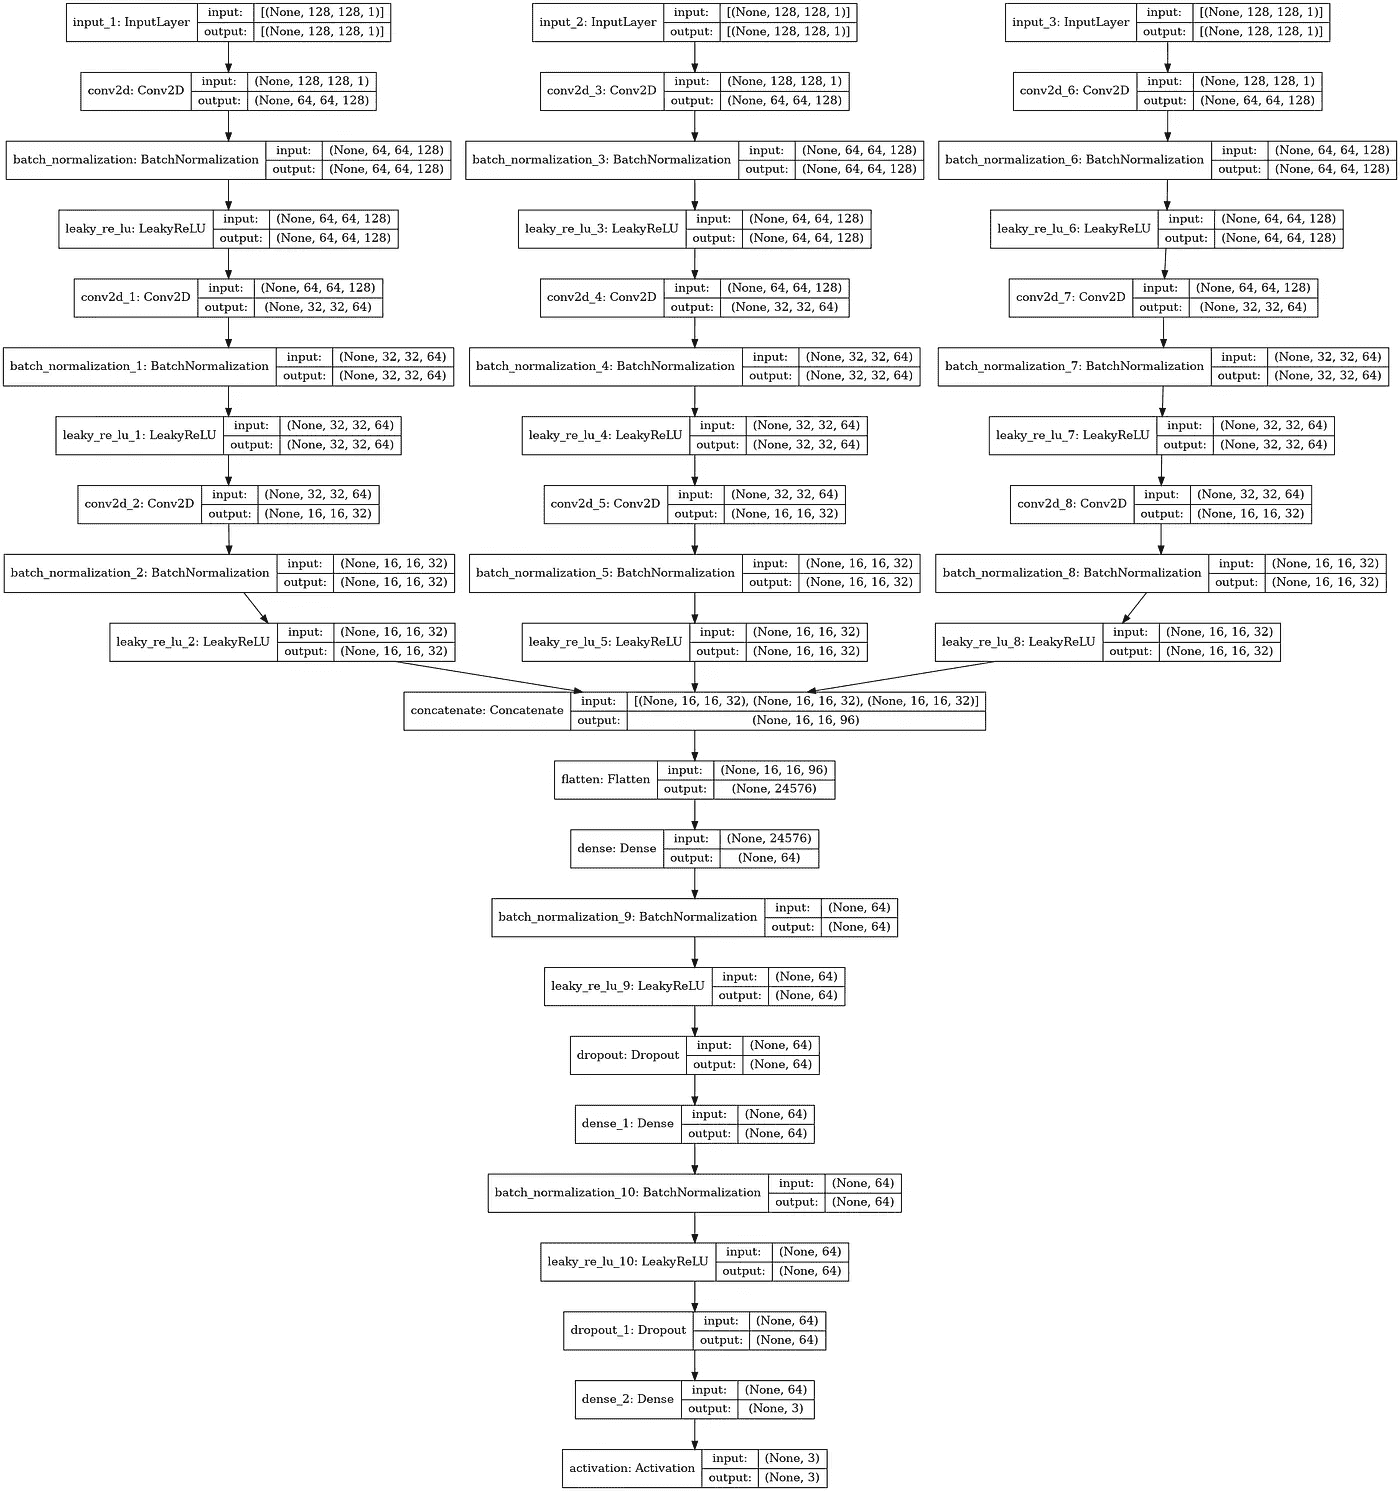 input_1: InputLayer input: [(None, 128, 128, 1)] output: [(None, 128, 128, 1)]
input_2: InputLayer input: [(None, 128, 128, 1)] output: [(None, 128, 128, 1)]
input_3: InputLayer input: [(None, 128, 128, 1)] output: [(None, 128, 128, 1)]
conv2d: Conv2D input: (None, 128, 128, 1) output: (None, 64, 64, 128)
conv2d_3: Conv2D input: (None, 128, 128, 1) output: (None, 64, 64, 128)
conv2d_6: Conv2D input: (None, 128, 128, 1) output: (None, 64, 64, 128)
batch_normalization: BatchNormalization input: (None, 64, 64, 128) output: (None, 64, 64, 128)
batch_normalization_3: BatchNormalization input: (None, 64, 64, 128) output: (None, 64, 64, 128)
batch_normalization_6: BatchNormalization input: (None, 64, 64, 128) output: (None, 64, 64, 128)
leaky_re_lu: LeakyReLU input: (None, 64, 64, 128) output: (None, 64, 64, 128)
leaky_re_lu_3: LeakyReLU input: (None, 64, 64, 128) output: (None, 64, 64, 128)
leaky_re_lu_6: LeakyReLU input: (None, 64, 64, 128) output: (None, 64, 64, 128)
conv2d_1: Conv2D input: (None, 64, 64, 128) output: (None, 32, 32, 64)
conv2d_4: Conv2D input: (None, 64, 64, 128) output: (None, 32, 32, 64)
conv2d_7: Conv2D input: (None, 64, 64, 128) output: (None, 32, 32, 64)
batch_normalization_1: BatchNormalization input: (None, 32, 32, 64) output: (None, 32, 32, 64)
batch_normalization_4: BatchNormalization input: (None, 32, 32, 64) output: (None, 32, 32, 64)
batch_normalization_7: BatchNormalization input: (None, 32, 32, 64) output: (None, 32, 32, 64)
leaky_re_lu_1: LeakyReLU input: (None, 32, 32, 64) output: (None, 32, 32, 64)
leaky_re_lu_4: LeakyReLU input: (None, 32, 32, 64) output: (None, 32, 32, 64)
leaky_re_lu_7: LeakyReLU input: (None, 32, 32, 64) output: (None, 32, 32, 64)
conv2d_2: Conv2D input: (None, 32, 32, 64) output: (None, 16, 16, 32)
conv2d_5: Conv2D input: (None, 32, 32, 64) output: (None, 16, 16, 32)
conv2d_8: Conv2D input: (None, 32, 32, 64) output: (None, 16, 16, 32)
batch_normalization_2: BatchNormalization input: (None, 16, 16, 32) output: (None, 16, 16, 32)
batch_normalization_5: BatchNormalization input: (None, 16, 16, 32) output: (None, 16, 16, 32)
batch_normalization_8: BatchNormalization input: (None, 16, 16, 32) output: (None, 16, 16, 32)
leaky_re_lu_2: LeakyReLU input: (None, 16, 16, 32) output: (None, 16, 16, 32)
leaky_re_lu_5: LeakyReLU input: (None, 16, 16, 32) output: (None, 16, 16, 32)
leaky_re_lu_8: LeakyReLU input: (None, 16, 16, 32) output: (None, 16, 16, 32)
concatenate: Concatenate input: [(None, 16, 16, 32), (None, 16, 16, 32), (None, 16, 16, 32)] output: (None, 16, 16, 96)
flatten: Flatten input: (None, 16, 16, 96) output: (None, 24576)
dense: Dense input: (None, 24576) output: (None, 64)
batch_normalization_9: BatchNormalization input: (None, 64) output: (None, 64)
leaky_re_lu_9: LeakyReLU input: (None, 64) output: (None, 64)
dropout: Dropout input: (None, 64) output: (None, 64)
dense_1: Dense input: (None, 64) output: (None, 64)
batch_normalization_10: BatchNormalization input: (None, 64) output: (None, 64)
leaky_re_lu_10: LeakyReLU input: (None, 64) output: (None, 64)
dropout_1: Dropout input: (None, 64) output: (None, 64)
dense_2: Dense input: (None, 64) output: (None, 3)
activation: Activation input: (None, 3) output: (None, 3)